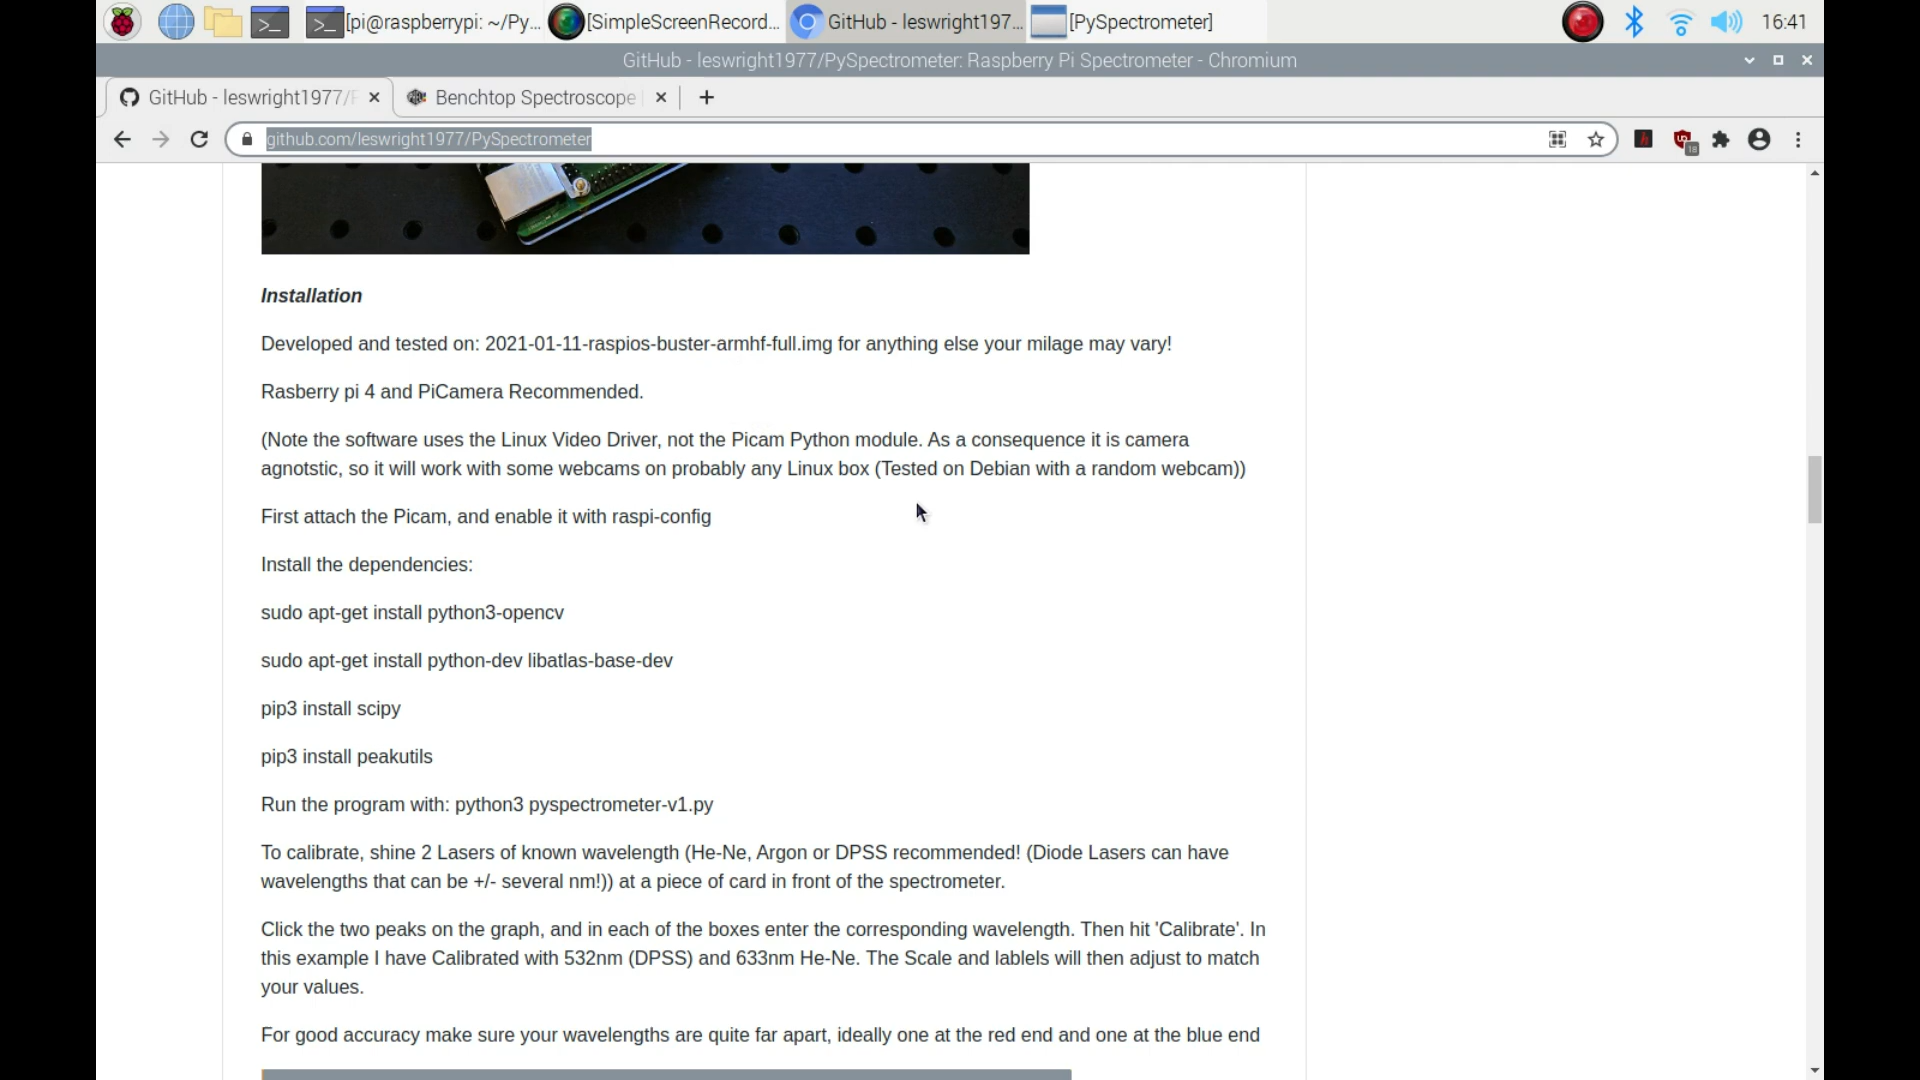 [pi@raspberrypi: ~/Py... [SimpleScreenRecord... GitHub - leswright197... [PySpectrometer] 16:41
GitHub - leswright1977/PySpectrometer: Raspberry Pi Spectrometer - Chromium
GitHub - leswright1977/P Benchtop Spectroscope
github.com/leswright1977/PySpectrometer
18
Installation
Developed and tested on: 2021-01-11-raspios-buster-armhf-full.img for anything else your milage may vary!
Rasberry pi 4 and PiCamera Recommended.
(Note the software uses the Linux Video Driver, not the Picam Python module. As a consequence it is camera
agnotstic, so it will work with some webcams on probably any Linux box (Tested on Debian with a random webcam))
First attach the Picam, and enable it with raspi-config
Install the dependencies:
sudo apt-get install python3-opencv
sudo apt-get install python-dev libatlas-base-dev
pip3 install scipy
pip3 install peakutils
Run the program with: python3 pyspectrometer-v1.py
To calibrate, shine 2 Lasers of known wavelength (He-Ne, Argon or DPSS recommended! (Diode Lasers can have
wavelengths that can be +/- several nm!)) at a piece of card in front of the spectrometer.
Click the two peaks on the graph, and in each of the boxes enter the corresponding wavelength. Then hit 'Calibrate'. In
this example I have Calibrated with 532nm (DPSS) and 633nm He-Ne. The Scale and lablels will then adjust to match
your values.
For good accuracy make sure your wavelengths are quite far apart, ideally one at the red end and one at the blue end